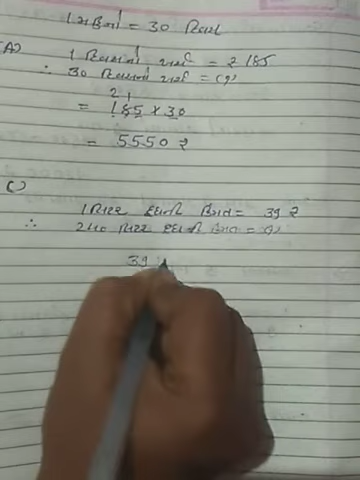 1 મહિનો = 30 દિવસ
(A)
1 દિવસનો ખર્ચ = ₹ 185
∴ 30 દિવસનો ખર્ચ = (?)
2 1
= 185 × 30
= 5550 ₹
(C)
1 લિટર દૂધની કિંમત = 39 ₹
∴ લિટર દૂધની કિંમત = (?)
39